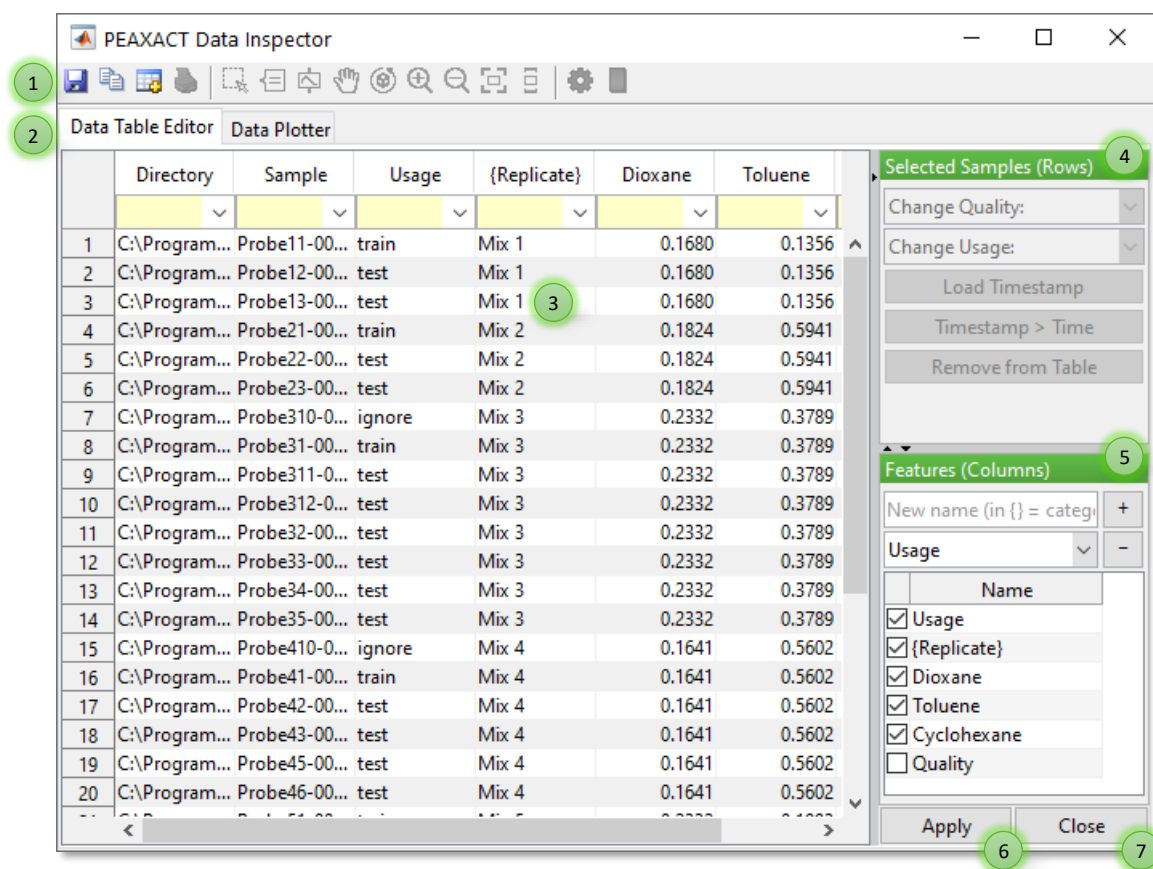 PEAXACT Data Inspector
1
2
Data Table Editor Data Plotter
Directory Sample Usage {Replicate} Dioxane Toluene
1 C:\Program... Probe11-00... train Mix 1 0.1680 0.1356
2 C:\Program... Probe12-00... test Mix 1 0.1680 0.1356
3 C:\Program... Probe13-00... test Mix 1 3 0.1680 0.1356
4 C:\Program... Probe21-00... train Mix 2 0.1824 0.5941
5 C:\Program... Probe22-00... test Mix 2 0.1824 0.5941
6 C:\Program... Probe23-00... test Mix 2 0.1824 0.5941
7 C:\Program... Probe310-0... ignore Mix 3 0.2332 0.3789
8 C:\Program... Probe31-00... train Mix 3 0.2332 0.3789
9 C:\Program... Probe311-0... test Mix 3 0.2332 0.3789
10 C:\Program... Probe312-0... test Mix 3 0.2332 0.3789
11 C:\Program... Probe32-00... test Mix 3 0.2332 0.3789
12 C:\Program... Probe33-00... test Mix 3 0.2332 0.3789
13 C:\Program... Probe34-00... test Mix 3 0.2332 0.3789
14 C:\Program... Probe35-00... test Mix 3 0.2332 0.3789
15 C:\Program... Probe410-0... ignore Mix 4 0.1641 0.5602
16 C:\Program... Probe41-00... train Mix 4 0.1641 0.5602
17 C:\Program... Probe42-00... test Mix 4 0.1641 0.5602
18 C:\Program... Probe43-00... test Mix 4 0.1641 0.5602
19 C:\Program... Probe45-00... test Mix 4 0.1641 0.5602
20 C:\Program... Probe46-00... test Mix 4 0.1641 0.5602
Selected Samples (Rows) 4
Change Quality:
Change Usage:
Load Timestamp
Timestamp > Time
Remove from Table
Features (Columns) 5
New name (in {} = categ +
Usage −
Name
Usage
{Replicate}
Dioxane
Toluene
Cyclohexane
Quality
Apply Close
6 7